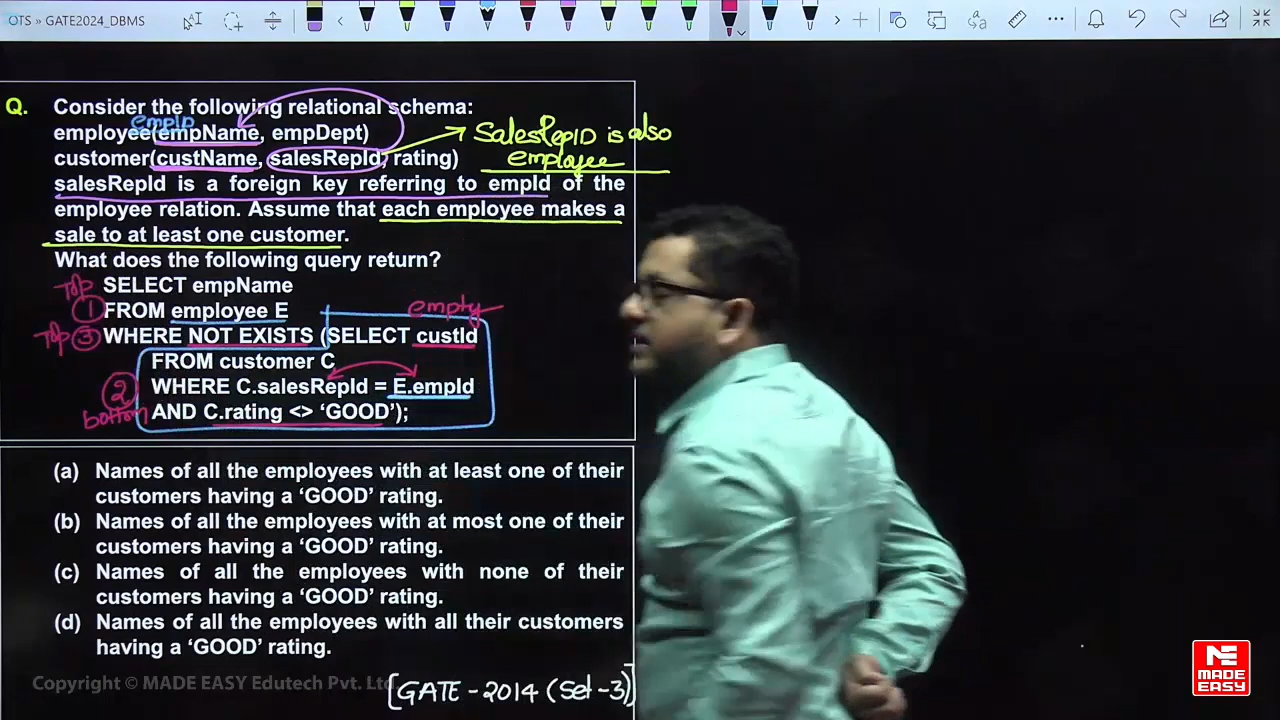 OTS » GATE2024_DBMS
Q. Consider the following relational schema:
empID
employee(empName, empDept)
SalesRepID is also
employee
customer(custName, salesRepId, rating)
salesRepId is a foreign key referring to empId of the
employee relation. Assume that each employee makes a
sale to at least one customer.
What does the following query return?
Top SELECT empName
1 FROM employee E
empty
Top 3 WHERE NOT EXISTS (SELECT custId
FROM customer C
2 WHERE C.salesRepId = E.empId
bottom AND C.rating <> ‘GOOD’);
(a) Names of all the employees with at least one of their
customers having a ‘GOOD’ rating.
(b) Names of all the employees with at most one of their
customers having a ‘GOOD’ rating.
(c) Names of all the employees with none of their
customers having a ‘GOOD’ rating.
(d) Names of all the employees with all their customers
having a ‘GOOD’ rating.
Copyright © MADE EASY Edutech Pvt. Ltd
[GATE - 2014 (Set - 3)]
ME
MADE
EASY